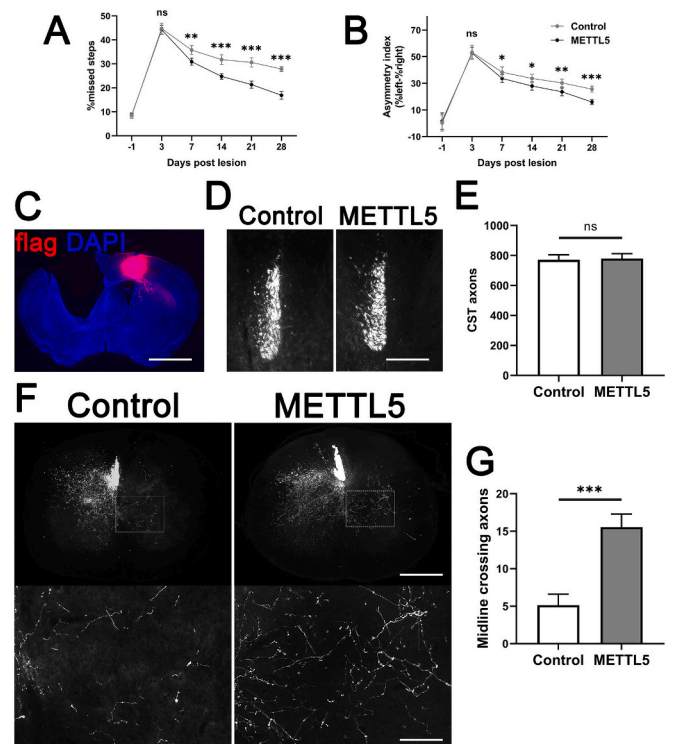 A
%missed steps
50
40
30
20
10
0
ns
**
***
***
***
-1 3 7 14 21 28
Days post lesion
B
Asymmetry index
(%left-%right)
70
50
30
10
-10
ns
*
*
**
***
Control
METTL5
-1 3 7 14 21 28
Days post lesion
C
flag DAPI
D
Control METTL5
E
CST axons
1000
800
600
400
200
0
ns
Control METTL5
F
Control METTL5
G
Midline crossing axons
20
15
10
5
0
***
Control METTL5